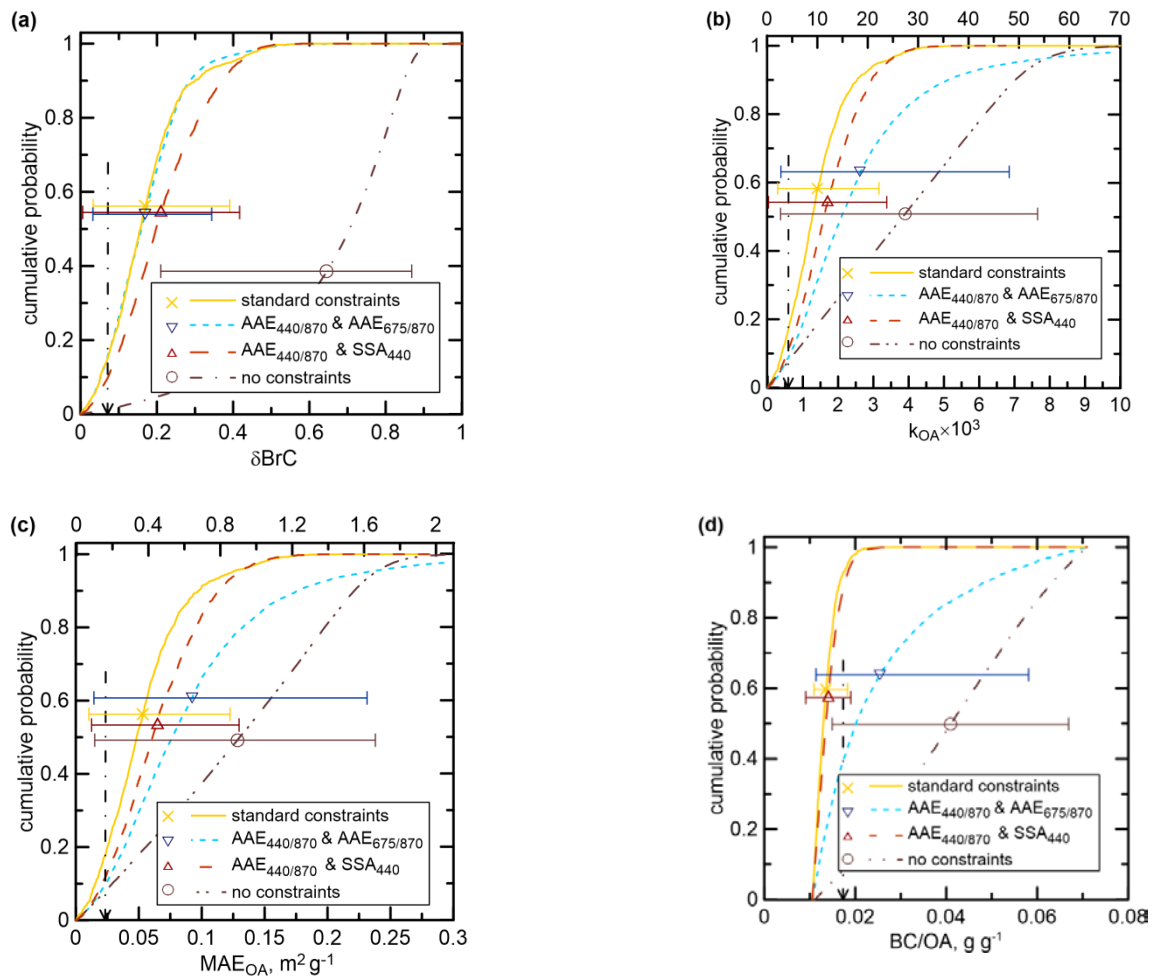 (a)
1
0.8
0.6
0.4
0.2
0
cumulative probability
standard constraints
AAE440/870 & AAE675/870
AAE440/870 & SSA440
no constraints
0 0.2 0.4 0.6 0.8 1
δBrC
(b)
0 10 20 30 40 50 60 70
1
0.8
0.6
0.4
0.2
0
cumulative probability
standard constraints
AAE440/870 & AAE675/870
AAE440/870 & SSA440
no constraints
0 1 2 3 4 5 6 7 8 9 10
kOA×10³
(c)
0 0.4 0.8 1.2 1.6 2
1
0.8
0.6
0.4
0.2
0
cumulative probability
standard constraints
AAE440/870 & AAE675/870
AAE440/870 & SSA440
no constraints
0 0.05 0.1 0.15 0.2 0.25 0.3
MAEOA, m² g⁻¹
(d)
1
0.8
0.6
0.4
0.2
0
cumulative probability
standard constraints
AAE440/870 & AAE675/870
AAE440/870 & SSA440
no constraints
0 0.02 0.04 0.06 0.08
BC/OA, g g⁻¹